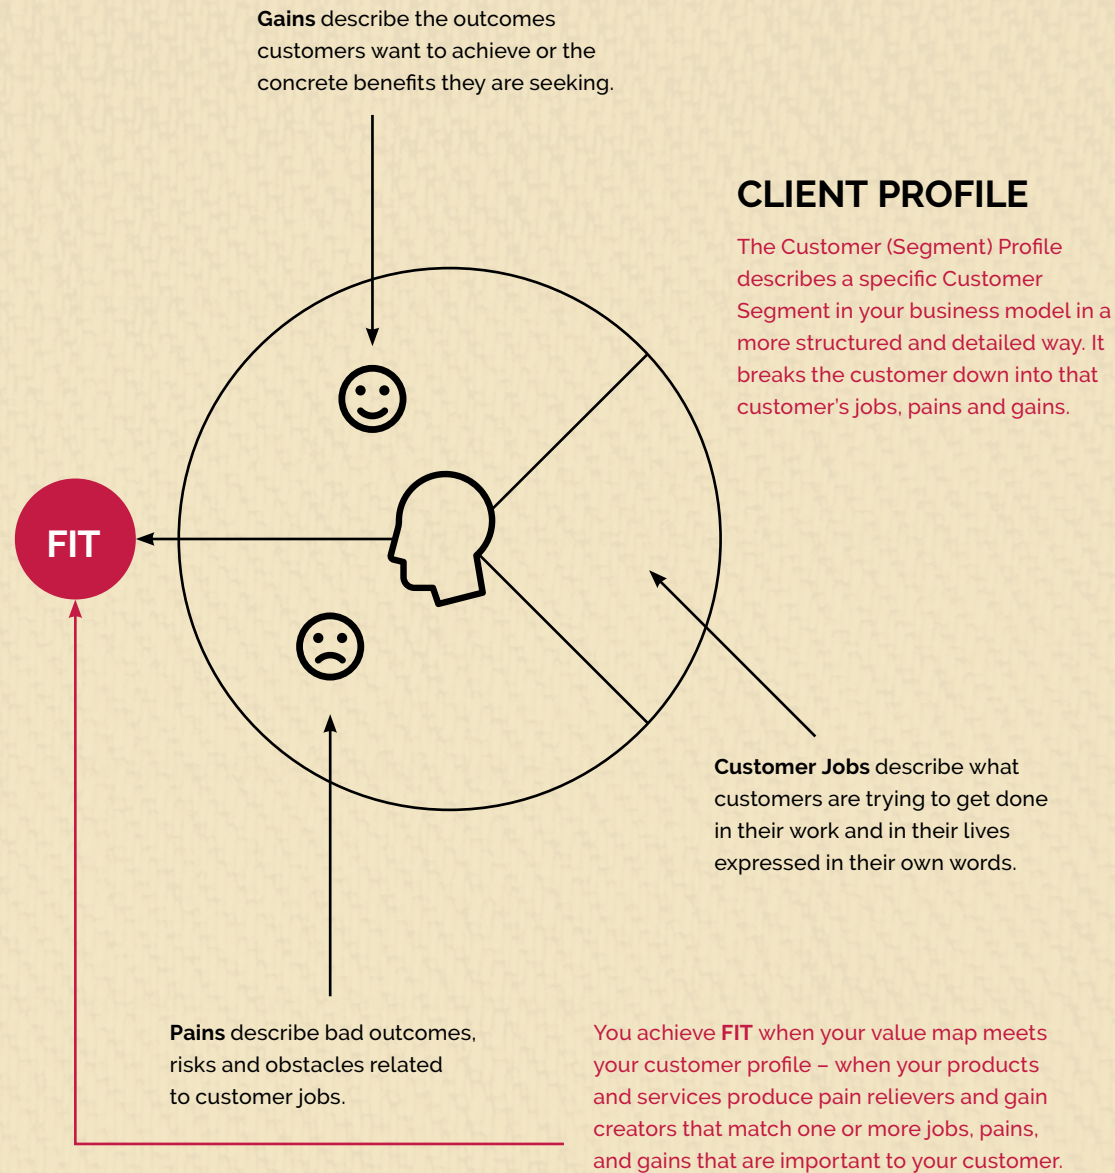 Gains describe the outcomes
customers want to achieve or the
concrete benefits they are seeking.
CLIENT PROFILE
The Customer (Segment) Profile
describes a specific Customer
Segment in your business model in a
more structured and detailed way. It
breaks the customer down into that
customer's jobs, pains and gains.
FIT
Customer Jobs describe what
customers are trying to get done
in their work and in their lives
expressed in their own words.
Pains describe bad outcomes,
risks and obstacles related
to customer jobs.
You achieve FIT when your value map meets
your customer profile – when your products
and services produce pain relievers and gain
creators that match one or more jobs, pains,
and gains that are important to your customer.